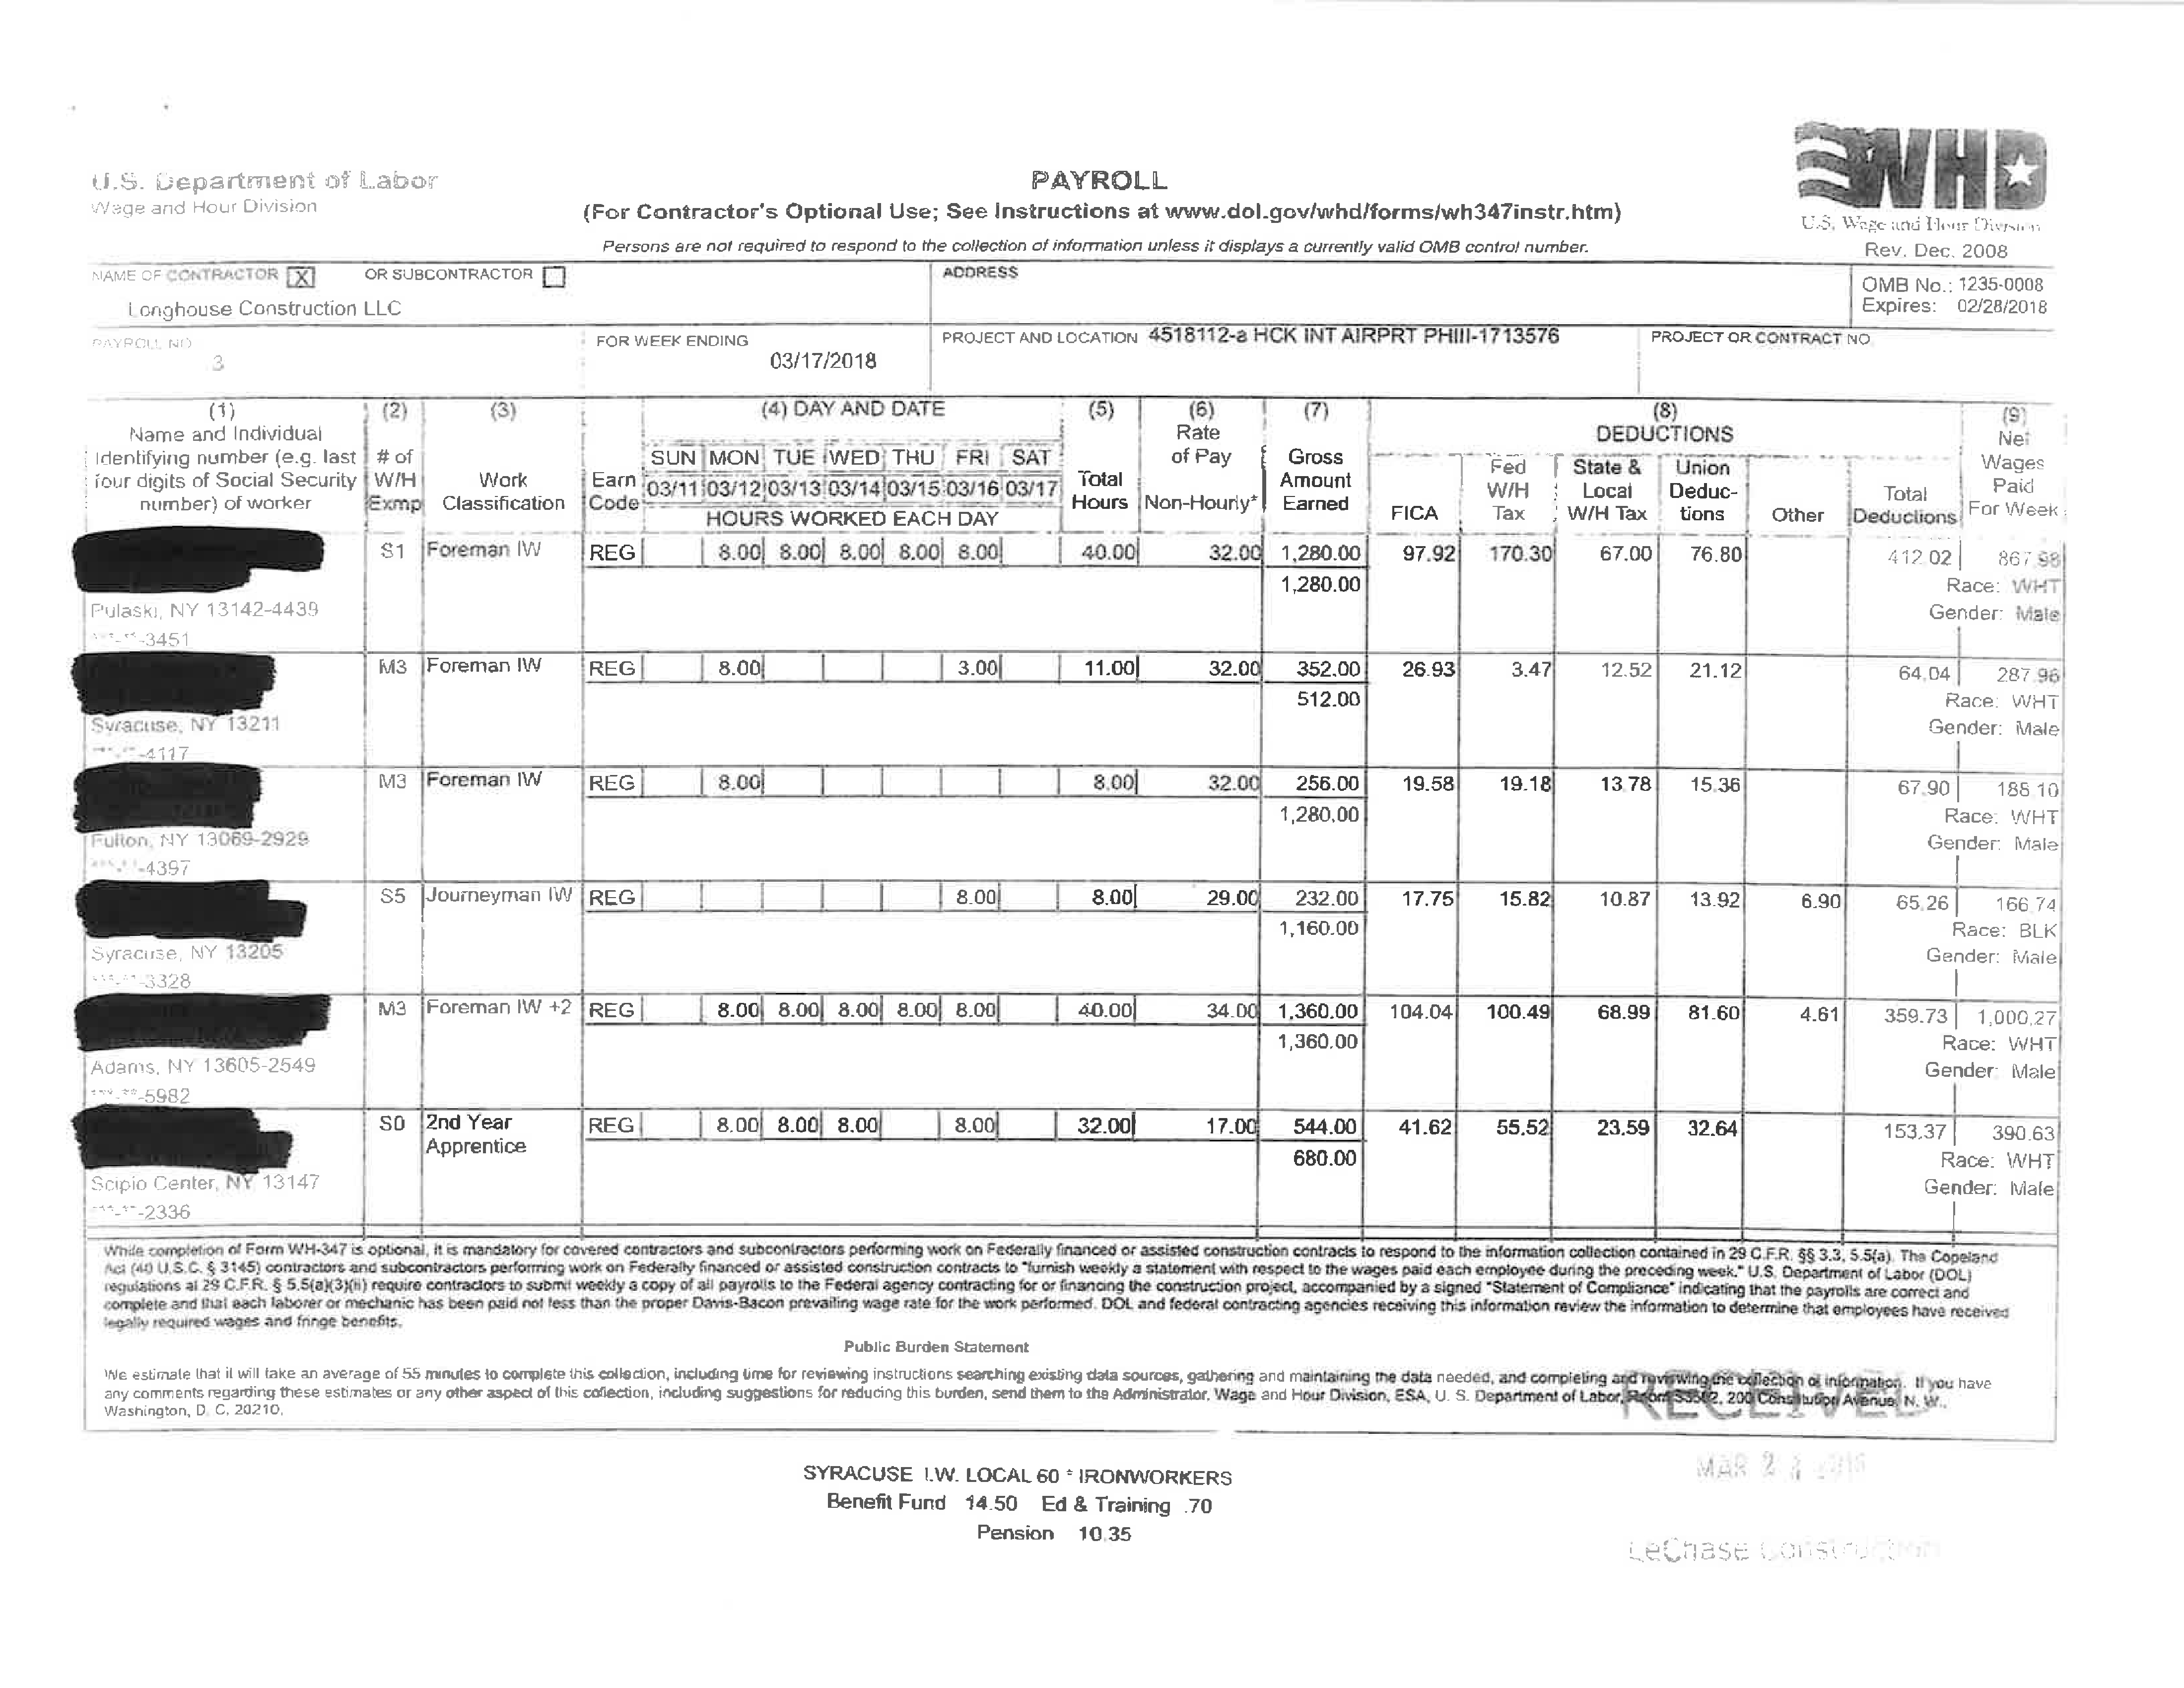 U.S. Department of Labor
Wage and Hour Division
PAYROLL
(For Contractor's Optional Use; See Instructions at www.dol.gov/whd/forms/wh347instr.htm)
Persons are not required to respond to the collection of information unless it displays a currently valid OMB control number.
WHD
U.S. Wage and Hour Division
Rev. Dec. 2008
NAME OF CONTRACTOR X OR SUBCONTRACTOR
Longhouse Construction LLC
ADDRESS
OMB No.: 1235-0008
Expires: 02/28/2018
PAYROLL NO
3
FOR WEEK ENDING
03/17/2018
PROJECT AND LOCATION 4518112-a HCK INT AIRPRT PHIII-1713576
PROJECT OR CONTRACT NO
(1) (2) (3) (4) DAY AND DATE (5) (6) (7) (8) (9)
Name and Individual Identifying number (e.g. last four digits of Social Security number) of worker
# of W/H Exmp
Work Classification
Earn Code
SUN MON TUE WED THU FRI SAT
03/11 03/12 03/13 03/14 03/15 03/16 03/17
HOURS WORKED EACH DAY
Total Hours
Rate of Pay Non-Hourly*
Gross Amount Earned
DEDUCTIONS
FICA
Fed W/H Tax
State & Local W/H Tax
Union Deduc-tions
Other
Total Deductions
Net Wages Paid For Week
S1 Foreman IW REG 8.00 8.00 8.00 8.00 8.00 40.00 32.00 1,280.00 97.92 170.30 67.00 76.80 412.02 867.98
1,280.00 Race: WHT
Pulaski, NY 13142-4439 Gender: Male
-3451
M3 Foreman IW REG 8.00 3.00 11.00 32.00 352.00 26.93 3.47 12.52 21.12 64.04 287.96
512.00 Race: WHT
Syracuse, NY 13211 Gender: Male
-4117
M3 Foreman IW REG 8.00 8.00 32.00 256.00 19.58 19.18 13.78 15.36 67.90 188.10
1,280.00 Race: WHT
Fulton, NY 13069-2929 Gender: Male
-4397
S5 Journeyman IW REG 8.00 8.00 29.00 232.00 17.75 15.82 10.87 13.92 6.90 65.26 166.74
1,160.00 Race: BLK
Syracuse, NY 13205 Gender: Male
-3328
M3 Foreman IW +2 REG 8.00 8.00 8.00 8.00 8.00 40.00 34.00 1,360.00 104.04 100.49 68.99 81.60 4.61 359.73 1,000.27
1,360.00 Race: WHT
Adams, NY 13605-2549 Gender: Male
-5982
S0 2nd Year REG 8.00 8.00 8.00 8.00 32.00 17.00 544.00 41.62 55.52 23.59 32.64 153.37 390.63
Apprentice 680.00 Race: WHT
Scipio Center, NY 13147 Gender: Male
-2336
While completion of Form WH-347 is optional, it is mandatory for covered contractors and subcontractors performing work on Federally financed or assisted construction contracts to respond to the information collection contained in 29 C.F.R. §§ 3.3, 5.5(a). The Copeland
Act (40 U.S.C. § 3145) contractors and subcontractors performing work on Federally financed or assisted construction contracts to "furnish weekly a statement with respect to the wages paid each employee during the preceding week." U.S. Department of Labor (DOL)
regulations at 29 C.F.R. § 5.5(a)(3)(ii) require contractors to submit weekly a copy of all payrolls to the Federal agency contracting for or financing the construction project, accompanied by a signed "Statement of Compliance" indicating that the payrolls are correct and
complete and that each laborer or mechanic has been paid not less than the proper Davis-Bacon prevailing wage rate for the work performed. DOL and federal contracting agencies receiving this information review the information to determine that employees have received
legally required wages and fringe benefits.
Public Burden Statement
We estimate that it will take an average of 55 minutes to complete this collection, including time for reviewing instructions searching existing data sources, gathering and maintaining the data needed, and completing and reviewing the collection of information. If you have
any comments regarding these estimates or any other aspect of this collection, including suggestions for reducing this burden, send them to the Administrator, Wage and Hour Division, ESA, U. S. Department of Labor, Room S3502, 200 Constitution Avenue, N. W.,
Washington, D. C. 20210.
RECEIVED
MAR
LeChase Construction
SYRACUSE I.W. LOCAL 60 * IRONWORKERS
Benefit Fund 14.50 Ed & Training .70
Pension 10.35